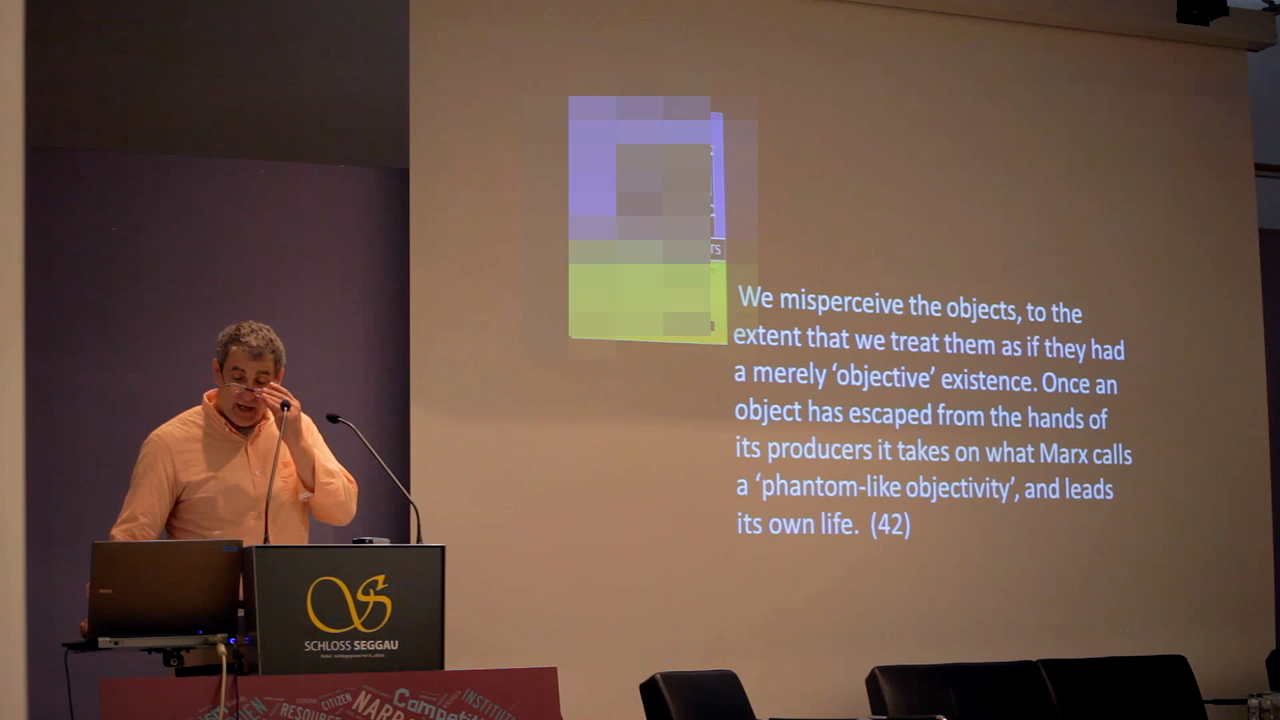 TS
We misperceive the objects, to the
extent that we treat them as if they had
a merely 'objective' existence. Once an
object has escaped from the hands of
its producers it takes on what Marx calls
a 'phantom-like objectivity', and leads
its own life. (42)
SCHLOSS SEGGAU
CITIZEN